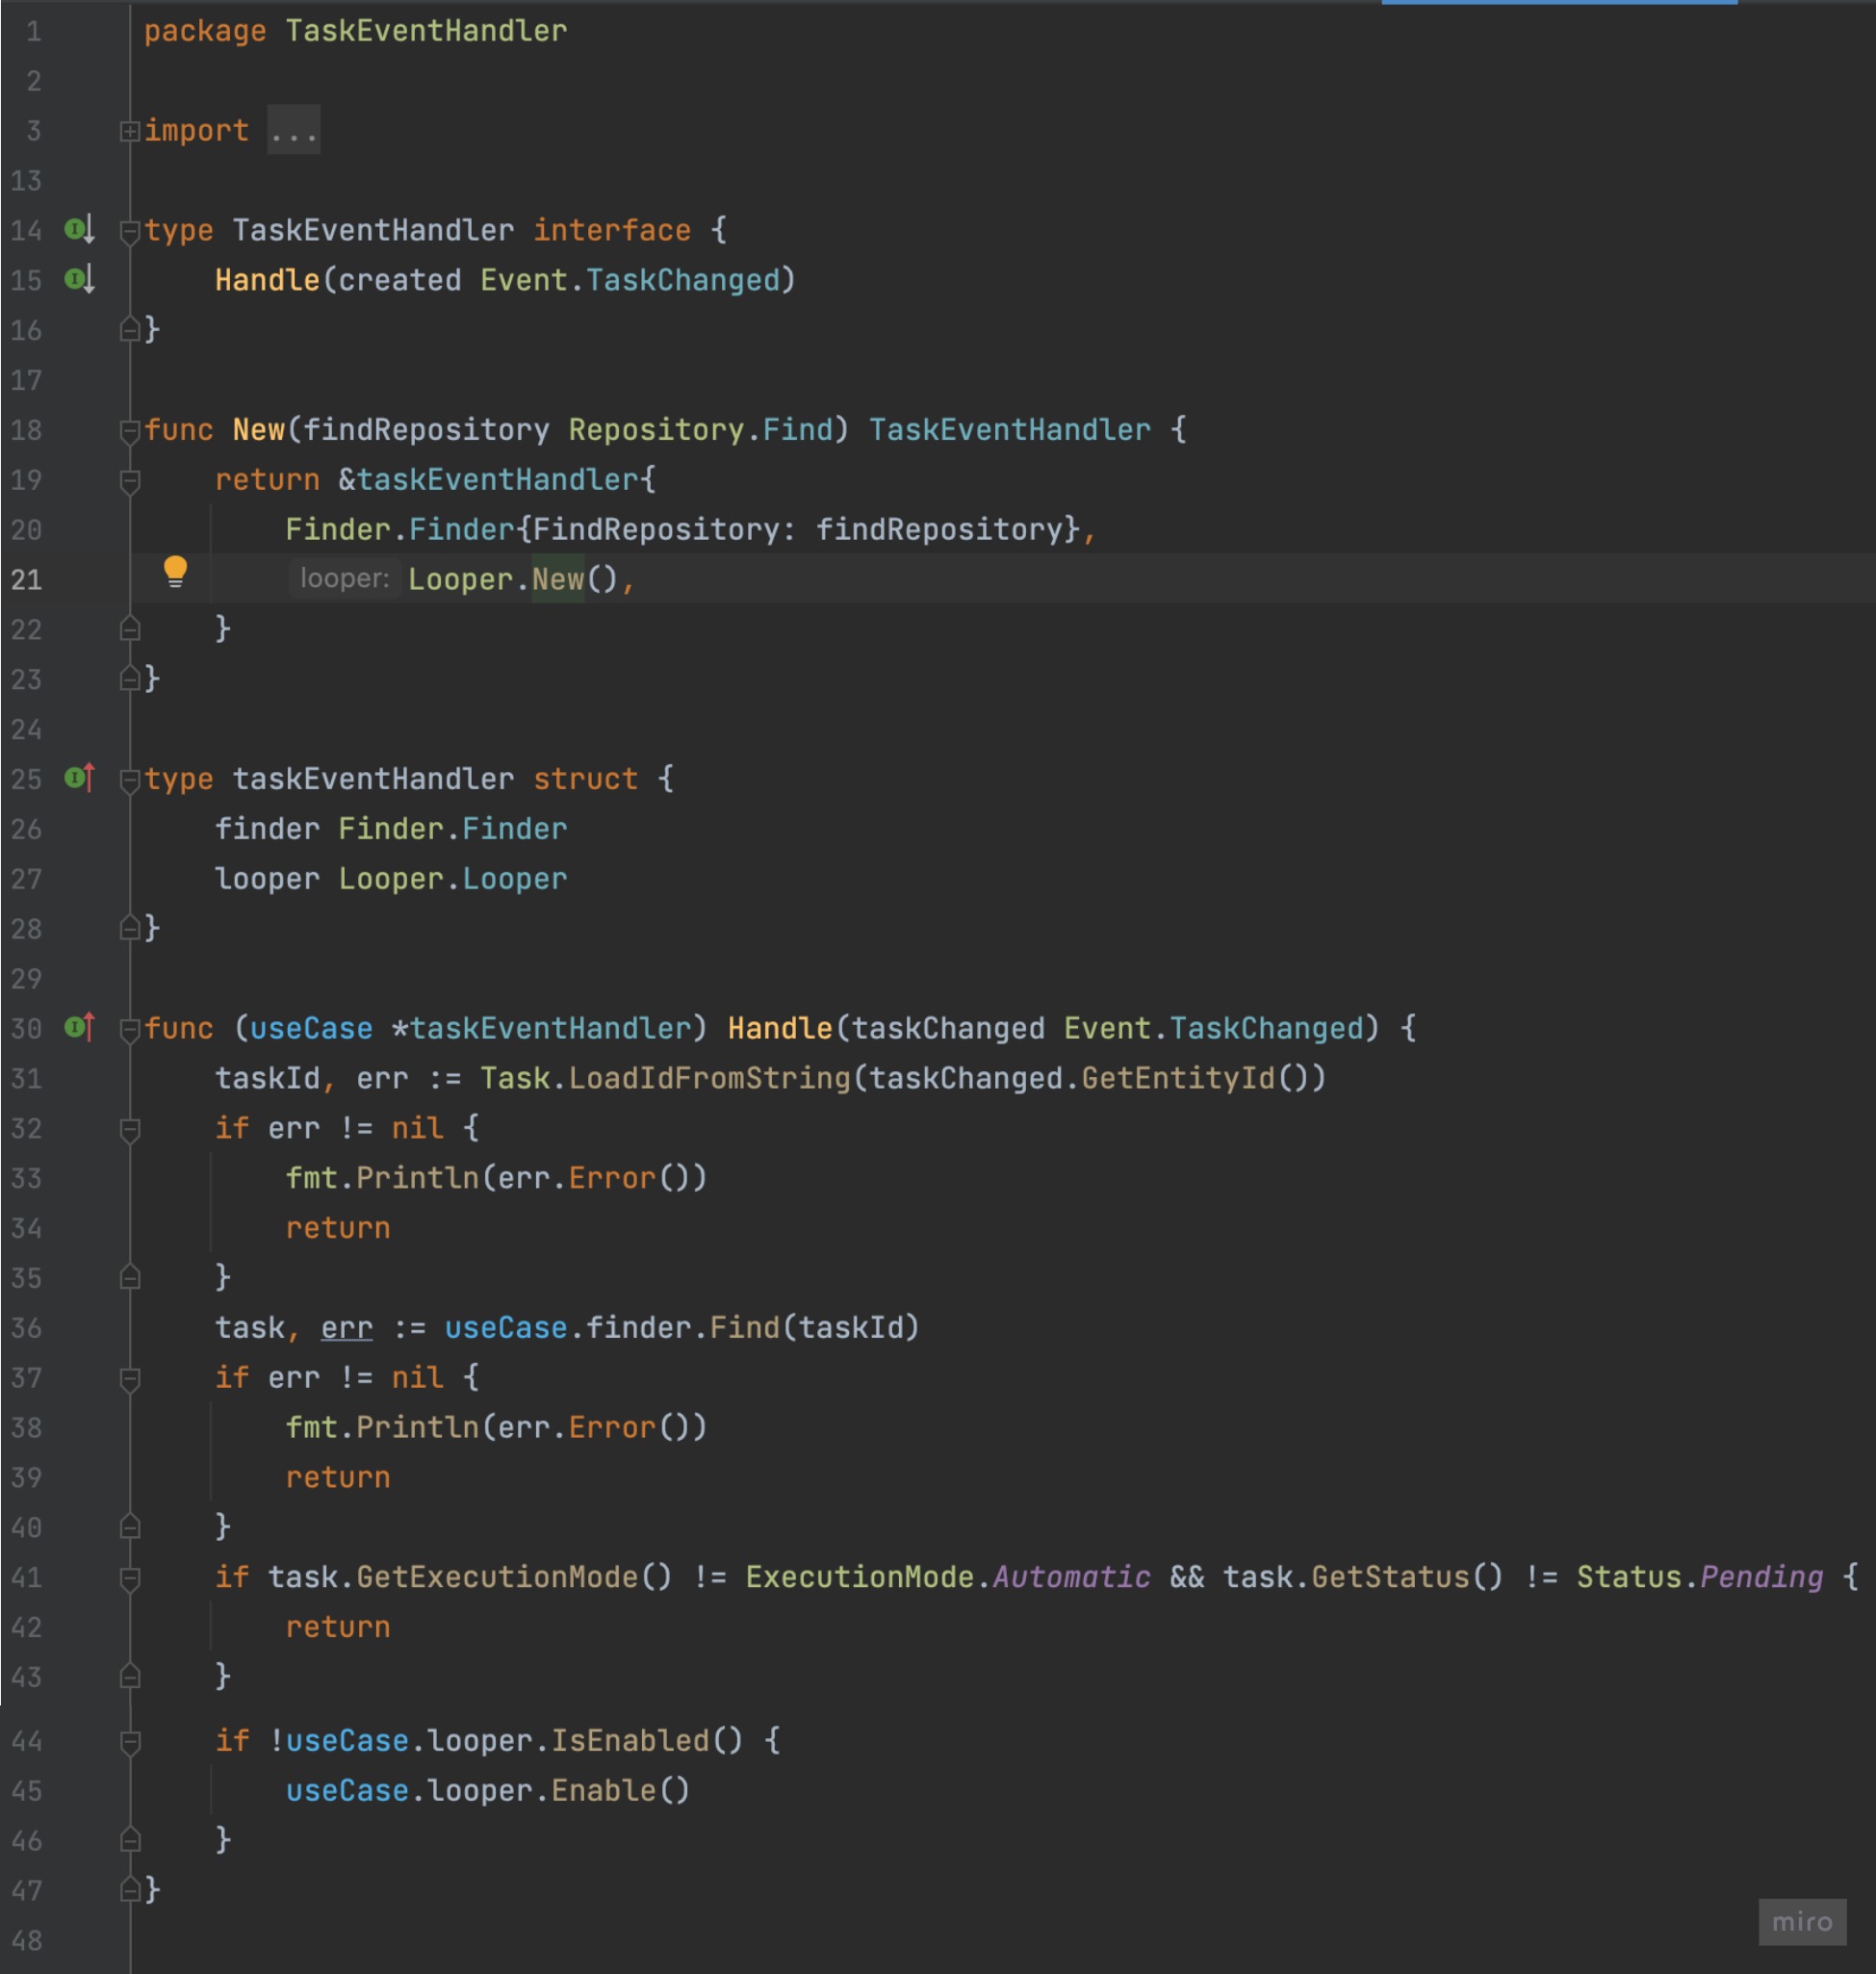 1 package TaskEventHandler
2
3 import ...
13
14 type TaskEventHandler interface {
15 Handle(created Event.TaskChanged)
16 }
17
18 func New(findRepository Repository.Find) TaskEventHandler {
19 return &taskEventHandler{
20 Finder.Finder{FindRepository: findRepository},
21 looper: Looper.New(),
22 }
23 }
24
25 type taskEventHandler struct {
26 finder Finder.Finder
27 looper Looper.Looper
28 }
29
30 func (useCase *taskEventHandler) Handle(taskChanged Event.TaskChanged) {
31 taskId, err := Task.LoadIdFromString(taskChanged.GetEntityId())
32 if err != nil {
33 fmt.Println(err.Error())
34 return
35 }
36 task, err := useCase.finder.Find(taskId)
37 if err != nil {
38 fmt.Println(err.Error())
39 return
40 }
41 if task.GetExecutionMode() != ExecutionMode.Automatic && task.GetStatus() != Status.Pending {
42 return
43 }
44 if !useCase.looper.IsEnabled() {
45 useCase.looper.Enable()
46 }
47 }
48
miro